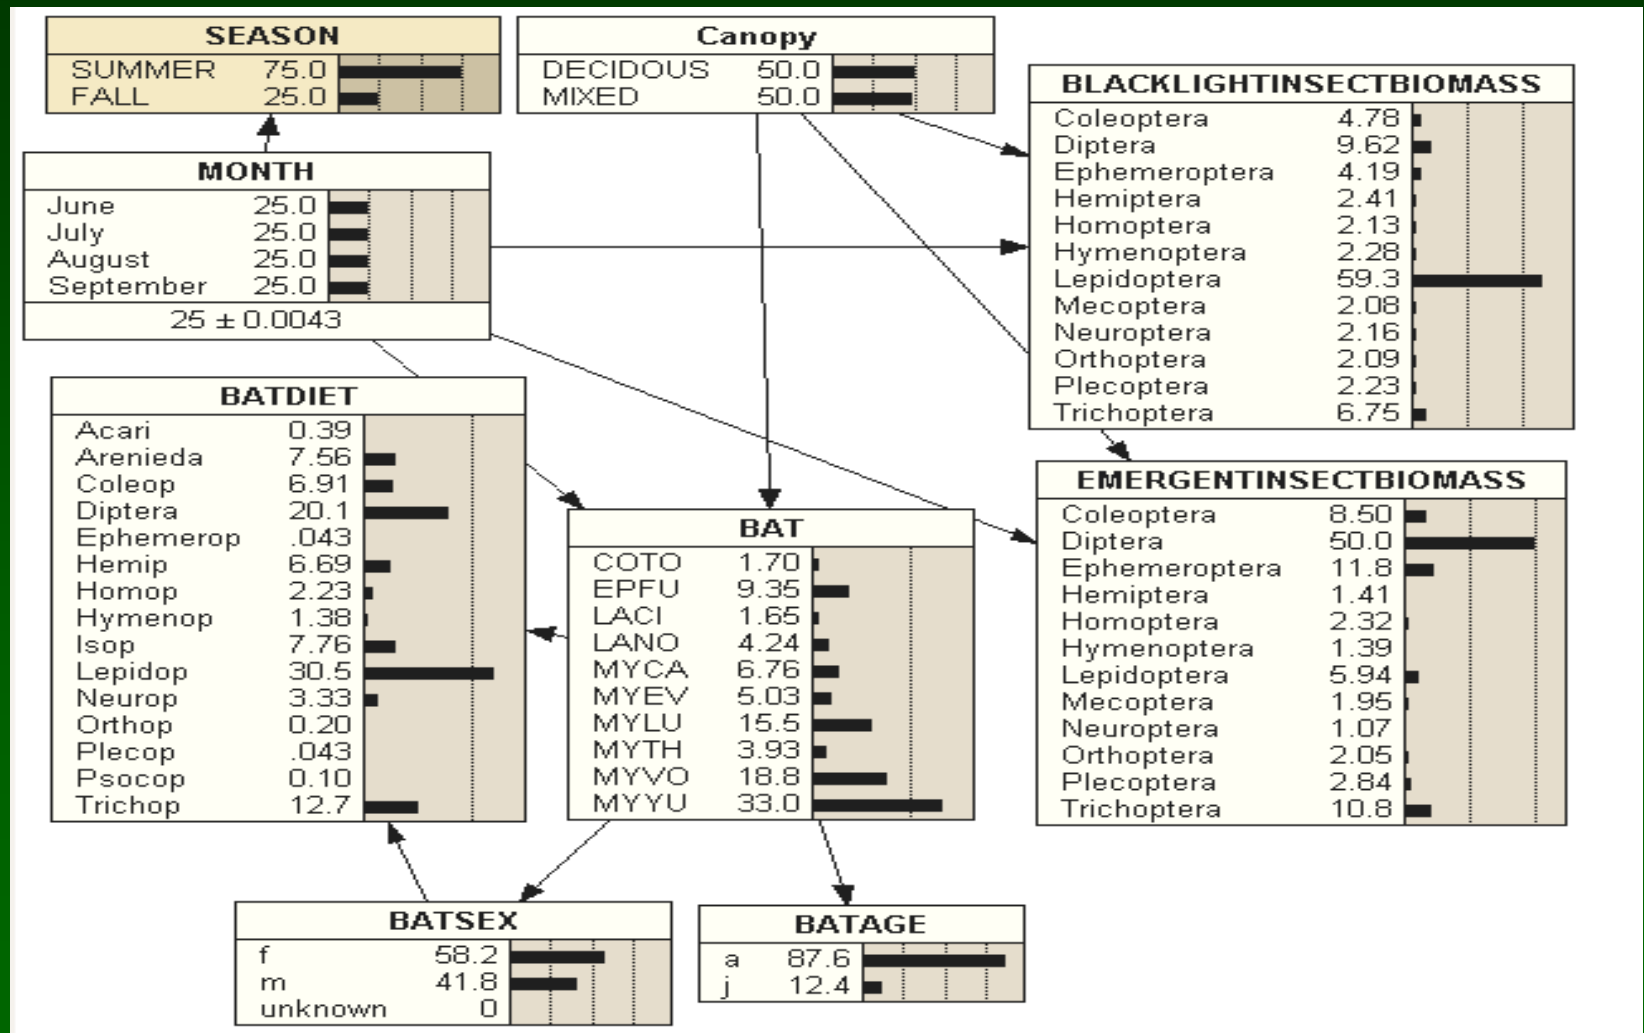 SEASON
SUMMER 75.0
FALL 25.0
Canopy
DECIDOUS 50.0
MIXED 50.0
BLACKLIGHTINSECTBIOMASS
Coleoptera 4.78
Diptera 9.62
Ephemeroptera 4.19
Hemiptera 2.41
Homoptera 2.13
Hymenoptera 2.28
Lepidoptera 59.3
Mecoptera 2.08
Neuroptera 2.16
Orthoptera 2.09
Plecoptera 2.23
Trichoptera 6.75
MONTH
June 25.0
July 25.0
August 25.0
September 25.0
25 ± 0.0043
BATDIET
Acari 0.39
Arenieda 7.56
Coleop 6.91
Diptera 20.1
Ephemerop .043
Hemip 6.69
Homop 2.23
Hymenop 1.38
Isop 7.76
Lepidop 30.5
Neurop 3.33
Orthop 0.20
Plecop .043
Psocop 0.10
Trichop 12.7
BAT
COTO 1.70
EPFU 9.35
LACI 1.65
LANO 4.24
MYCA 6.76
MYEV 5.03
MYLU 15.5
MYTH 3.93
MYVO 18.8
MYYU 33.0
EMERGENTINSECTBIOMASS
Coleoptera 8.50
Diptera 50.0
Ephemeroptera 11.8
Hemiptera 1.41
Homoptera 2.32
Hymenoptera 1.39
Lepidoptera 5.94
Mecoptera 1.95
Neuroptera 1.07
Orthoptera 2.05
Plecoptera 2.84
Trichoptera 10.8
BATSEX
f 58.2
m 41.8
unknown 0
BATAGE
a 87.6
j 12.4